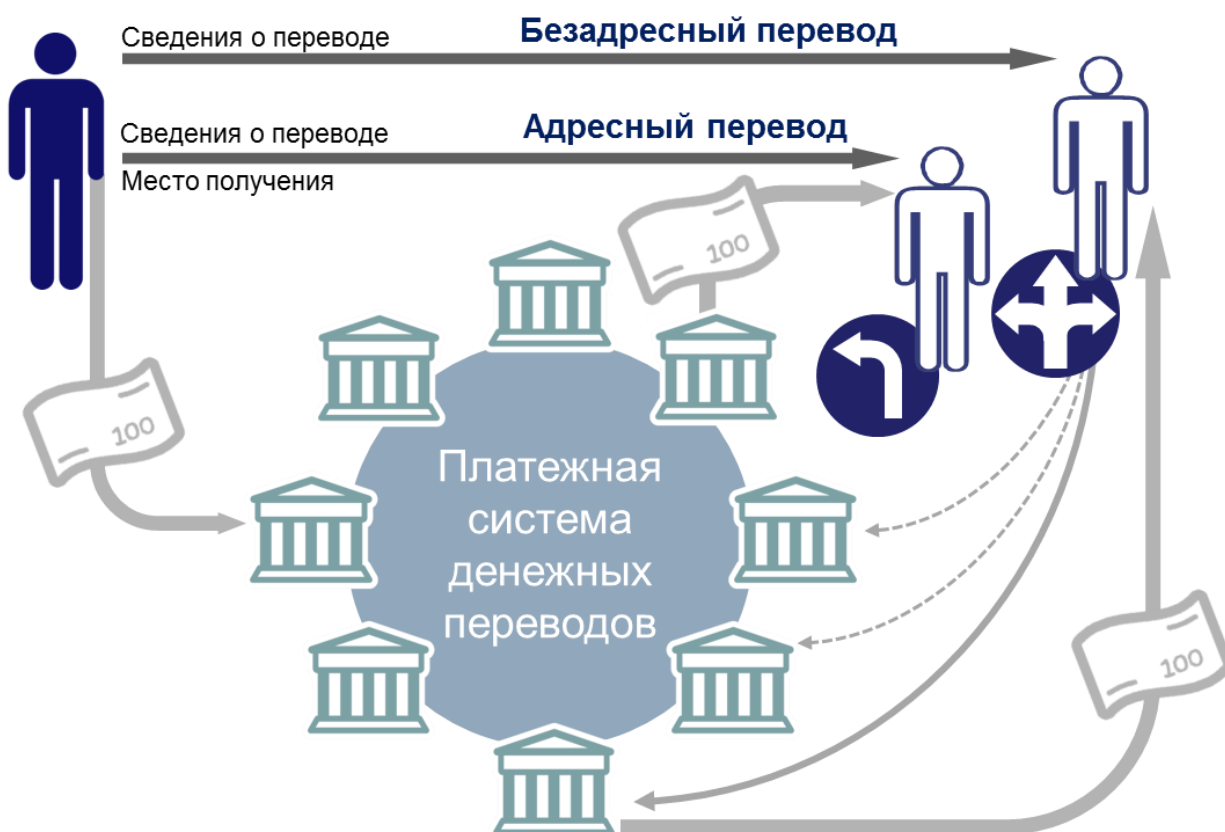 Сведения о переводе
Безадресный перевод
Сведения о переводе
Адресный перевод
Место получения
100
100
Платежная
система
денежных
переводов
100